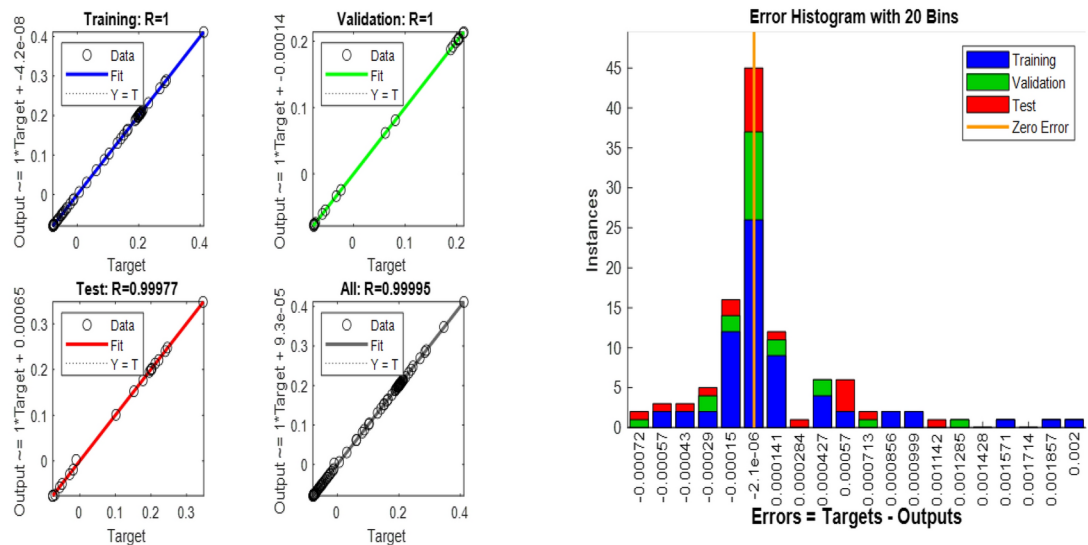 Training: R=1
Output ~= 1*Target + -4.2e-08
0.4
0.3
0.2
0.1
0
Data
Fit
Y = T
0
0.2
0.4
Target
Validation: R=1
Output ~= 1*Target + -0.00014
0.2
0.1
0
Data
Fit
Y = T
0
0.1
0.2
Target
Test: R=0.99977
Output ~= 1*Target + 0.00065
0.3
0.2
0.1
0
Data
Fit
Y = T
0
0.1
0.2
0.3
Target
All: R=0.99995
Output ~= 1*Target + 9.3e-05
0.4
0.3
0.2
0.1
0
Data
Fit
Y = T
0
0.2
0.4
Target
Error Histogram with 20 Bins
Instances
45
40
35
30
25
20
15
10
5
0
Training
Validation
Test
Zero Error
-0.00072
-0.00057
-0.00043
-0.00029
-0.00015
-2.1e-06
0.000141
0.000284
0.000427
0.00057
0.000713
0.000856
0.000999
0.001142
0.001285
0.001428
0.001571
0.001714
0.001857
0.002
Errors = Targets - Outputs